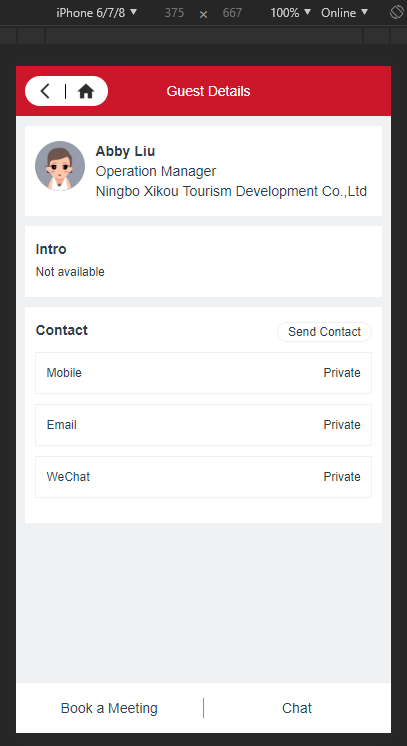 iPhone 6/7/8 ▼ 375 × 667 100% ▼ Online ▼
Guest Details
Abby Liu
Operation Manager
Ningbo Xikou Tourism Development Co.,Ltd
Intro
Not available
Contact Send Contact
Mobile Private
Email Private
WeChat Private
Book a Meeting Chat